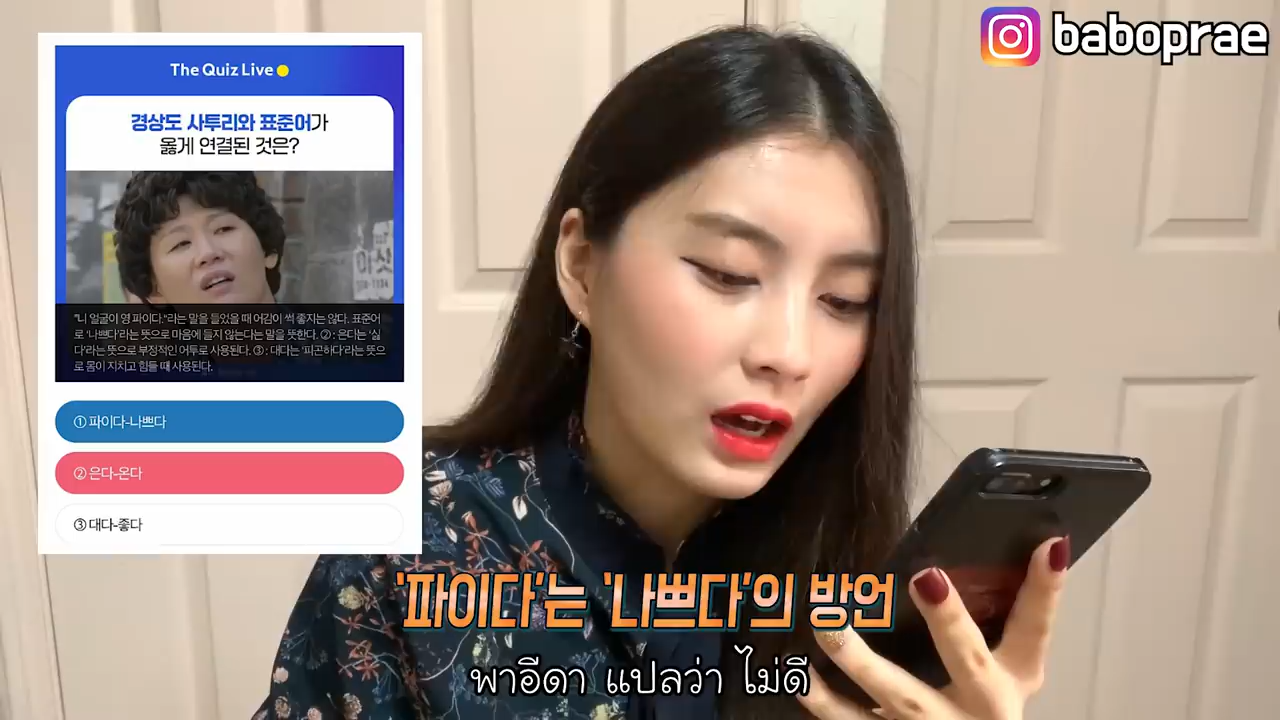 baboprae
The Quiz Live
경상도 사투리와 표준어가
옳게 연결된 것은?
"니 얼굴이 영 파이다."라는 말을 들었을 때 어감이 썩 좋지는 않다. 표준어
로 '나쁘다'라는 뜻으로 마음에 들지 않는다는 말을 뜻한다. ② : 은다는 '싫
다'라는 뜻으로 부정적인 어투로 사용된다. ③ : 대다는 '피곤하다'라는 뜻으
로 몸이 지치고 힘들 때 사용된다.
① 파이다-나쁘다
② 은다-온다
③ 대다-좋다
'파이다'는 '나쁘다'의 방언
พาอีดา แปลว่า ไม่ดี